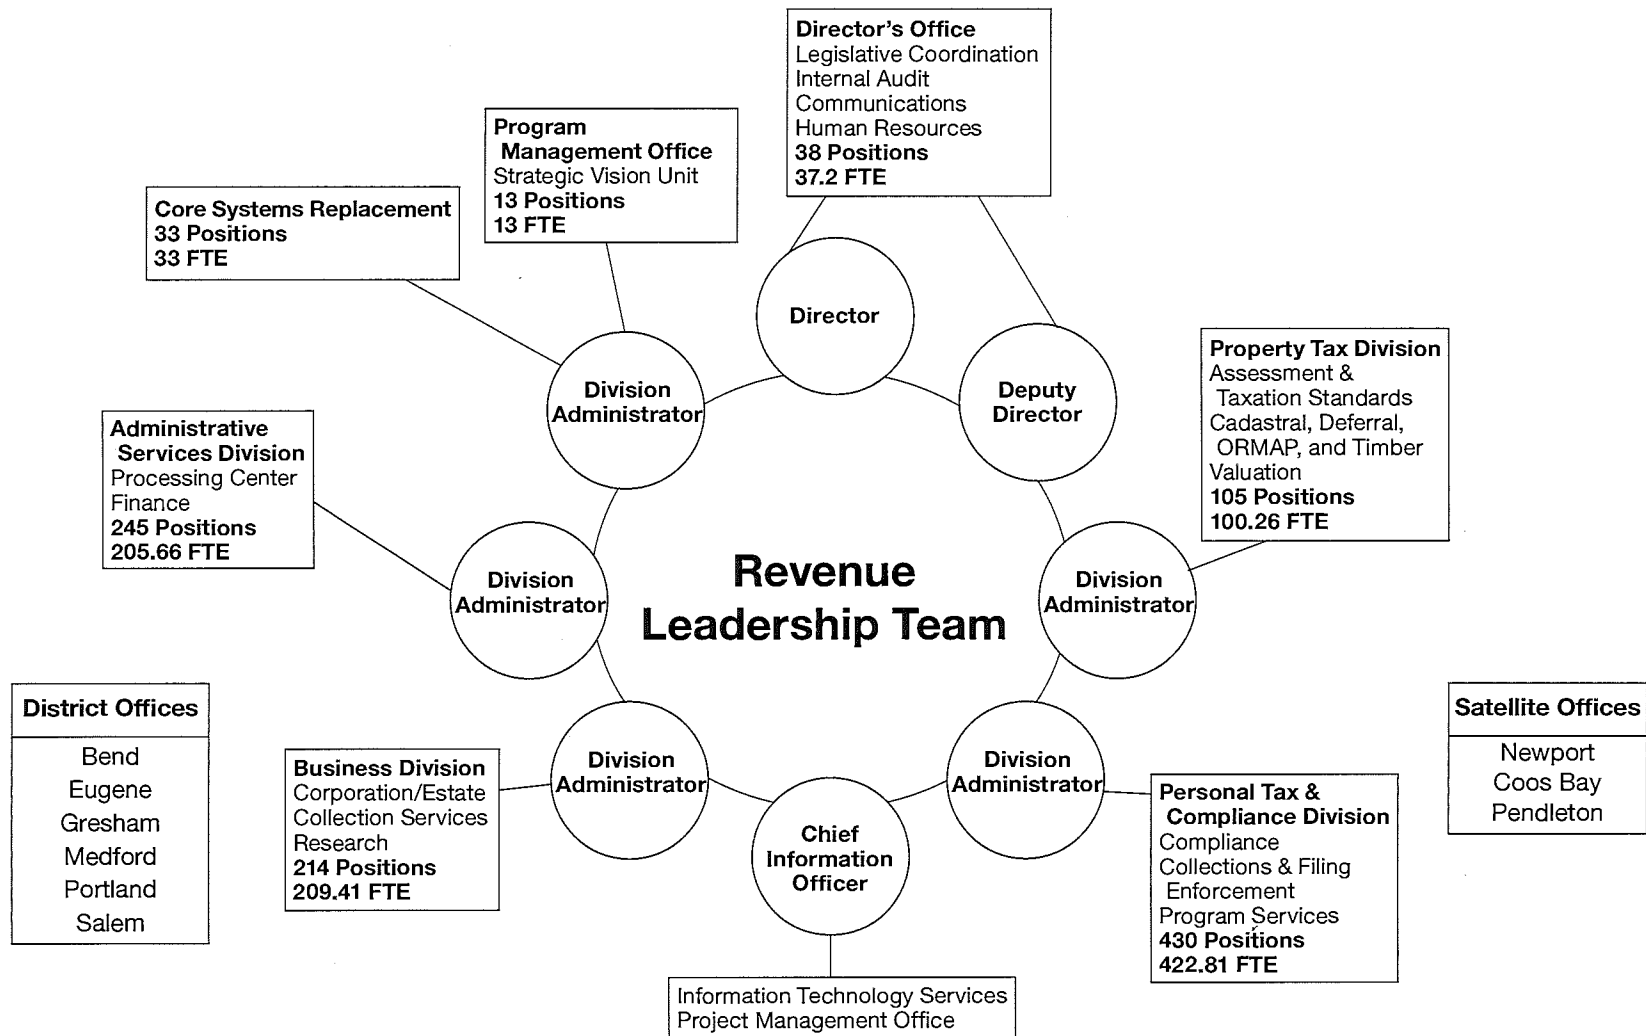 Director's Office
Legislative Coordination
Internal Audit
Communications
Human Resources
38 Positions
37.2 FTE
Program
Management Office
Strategic Vision Unit
13 Positions
13 FTE
Core Systems Replacement
33 Positions
33 FTE
Director
Division
Administrator
Deputy
Director
Property Tax Division
Assessment &
Taxation Standards
Cadastral, Deferral,
ORMAP, and Timber
Valuation
105 Positions
100.26 FTE
Administrative
Services Division
Processing Center
Finance
245 Positions
205.66 FTE
Division
Administrator
Revenue
Leadership Team
Division
Administrator
District Offices
Bend
Eugene
Gresham
Medford
Portland
Salem
Business Division
Corporation/Estate
Collection Services
Research
214 Positions
209.41 FTE
Division
Administrator
Chief
Information
Officer
Division
Administrator
Personal Tax &
Compliance Division
Compliance
Collections & Filing
Enforcement
Program Services
430 Positions
422.81 FTE
Satellite Offices
Newport
Coos Bay
Pendleton
Information Technology Services
Project Management Office